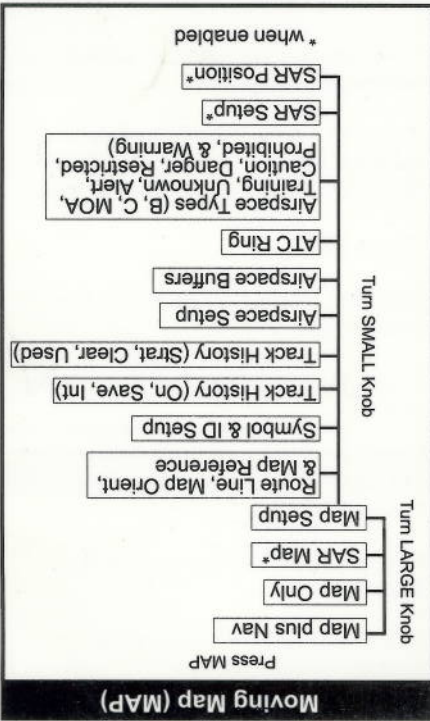 Moving Map (MAP)
Press MAP
Map plus Nav
Map Only
SAR Map*
Map Setup
Turn LARGE Knob
Route Line, Map Orient,
& Map Reference
Symbol & ID Setup
Track History (On, Save, Int)
Track History (Strat, Clear, Used)
Airspace Setup
Airspace Buffers
ATC Ring
Airspace Types (B, C, MOA,
Training, Unknown, Alert,
Caution, Danger, Restricted,
Prohibited, & Warning)
SAR Setup*
SAR Position*
Turn SMALL Knob
* when enabled